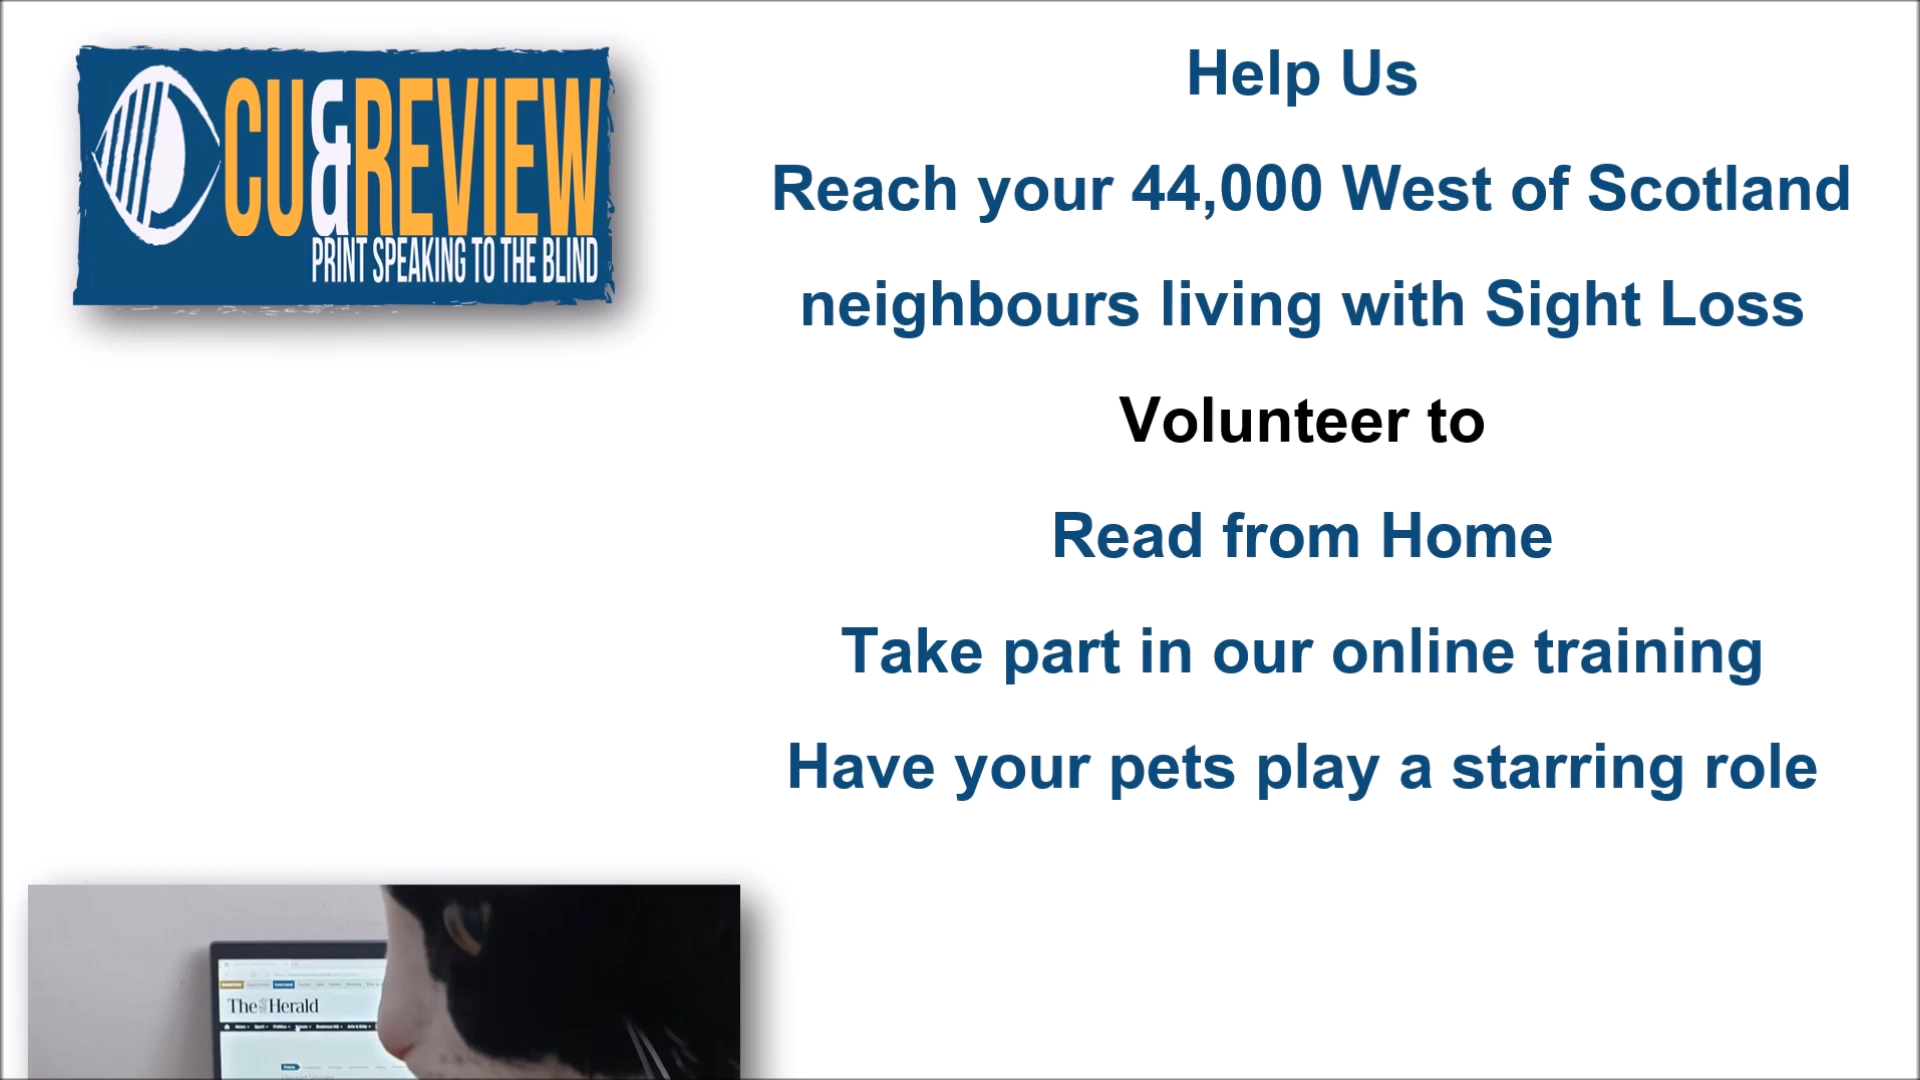 CU&REVIEW
PRINT SPEAKING TO THE BLIND
Help Us
Reach your 44,000 West of Scotland
neighbours living with Sight Loss
Volunteer to
Read from Home
Take part in our online training
Have your pets play a starring role
The Herald